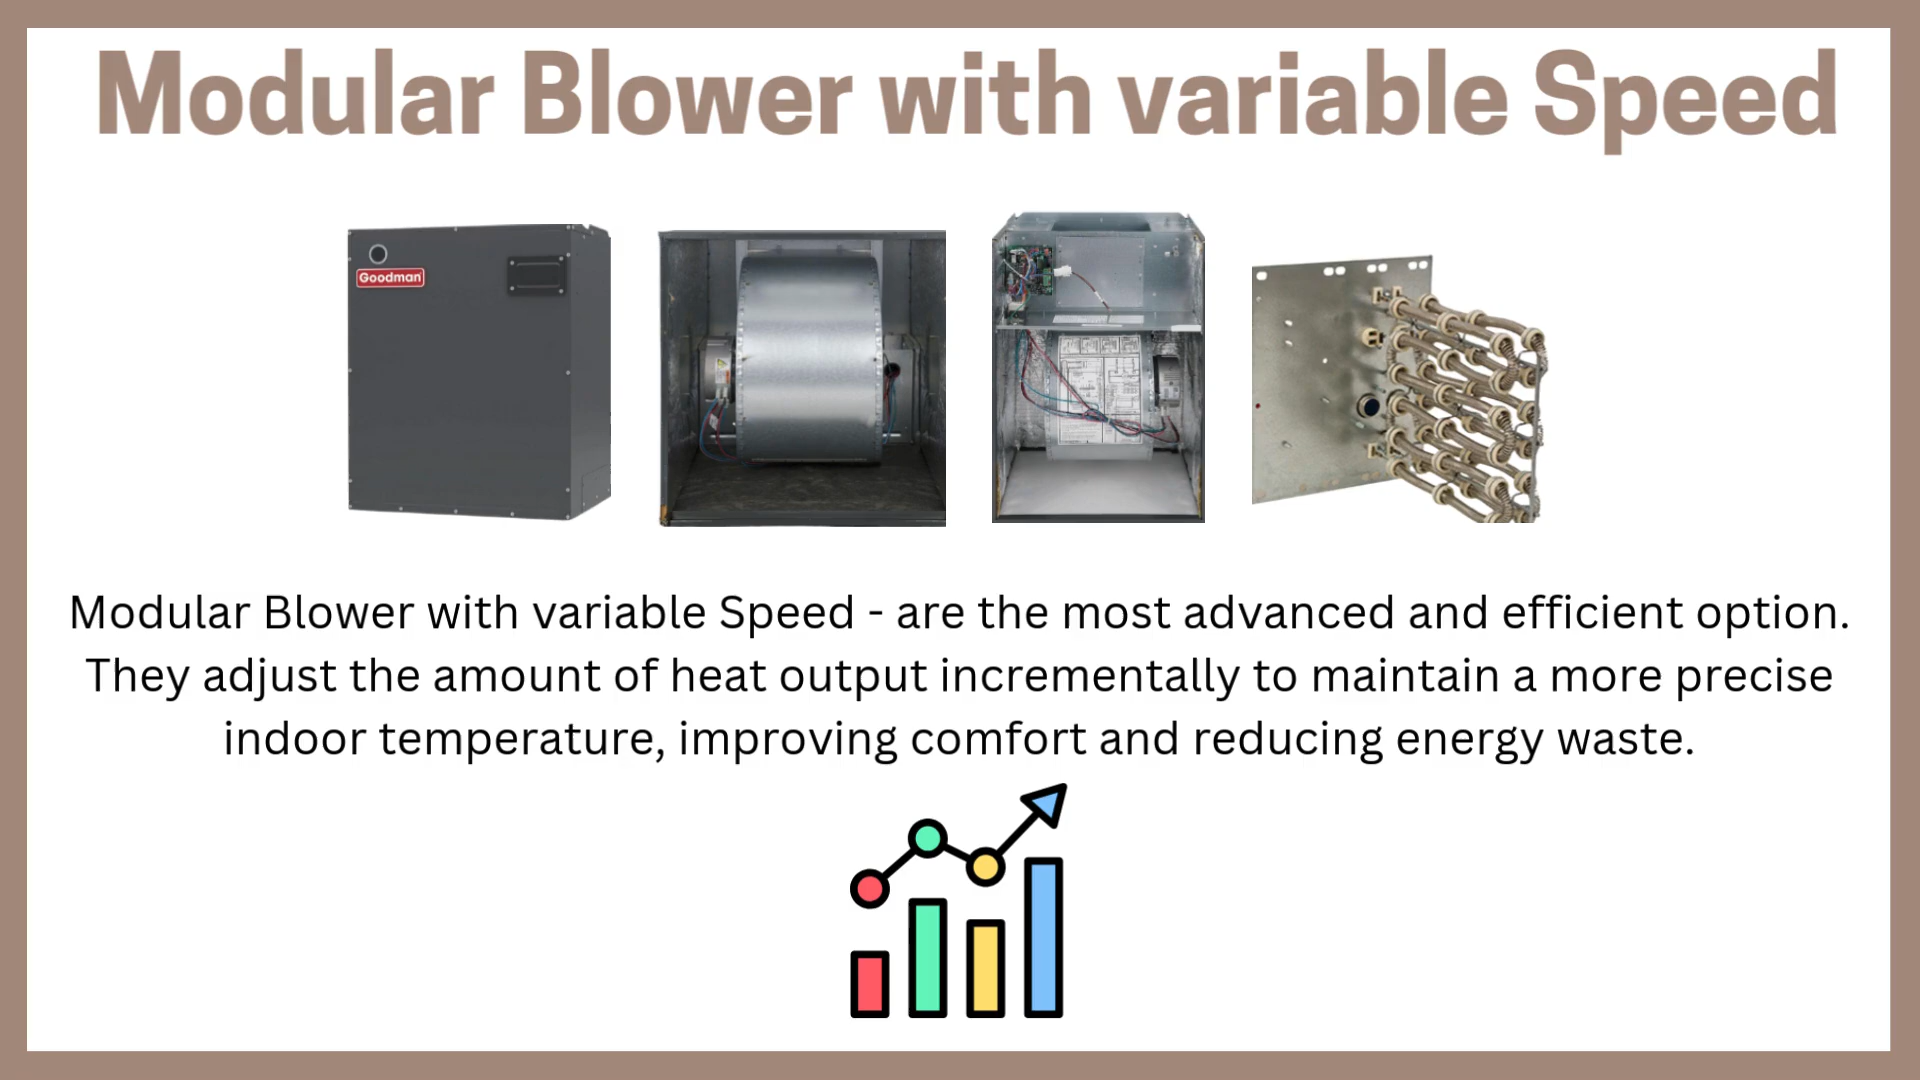 Modular Blower with variable Speed
Goodman
Modular Blower with variable Speed - are the most advanced and efficient option.
They adjust the amount of heat output incrementally to maintain a more precise
indoor temperature, improving comfort and reducing energy waste.